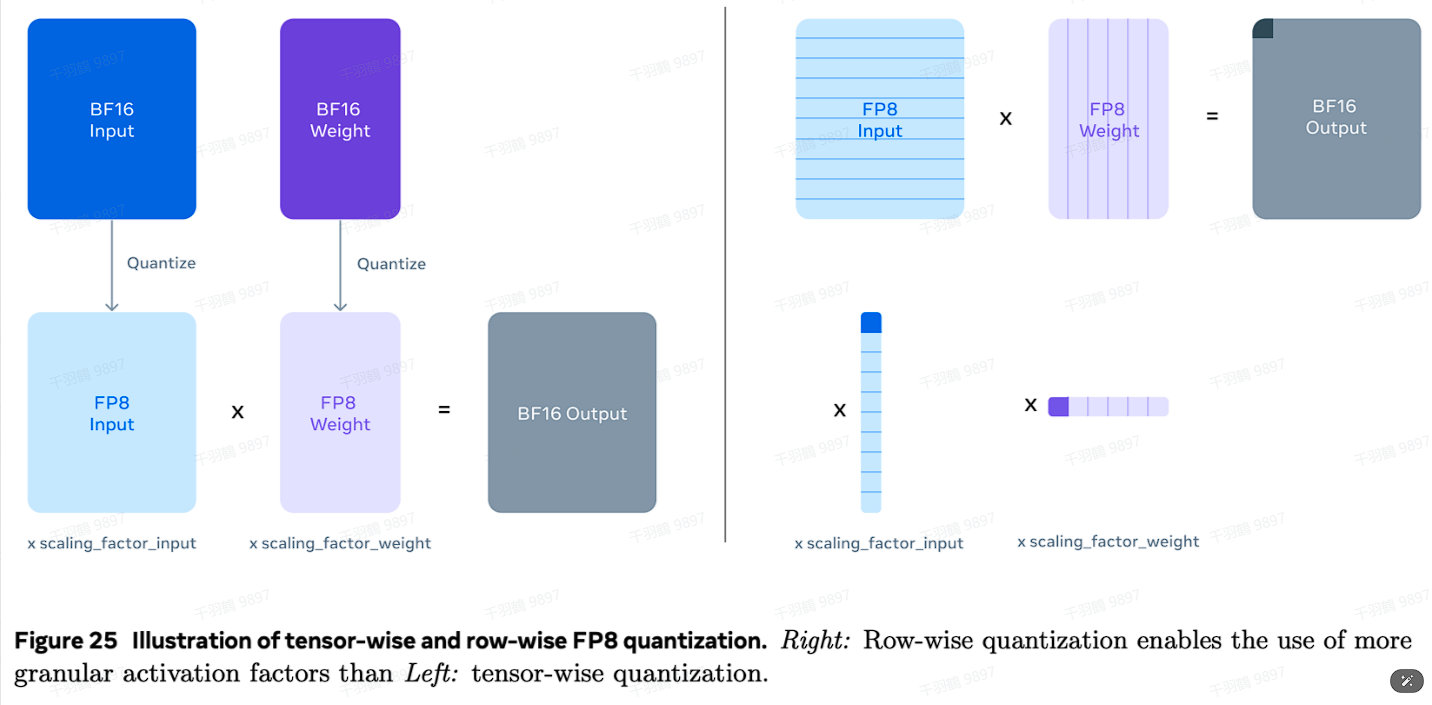 BF16
Input
BF16
Weight
Quantize
Quantize
FP8
Input
x
FP8
Weight
=
BF16 Output
x scaling_factor_input
x scaling_factor_weight
FP8
Input
x
FP8
Weight
=
BF16
Output
x
x
x scaling_factor_input
x scaling_factor_weight
Figure 25 Illustration of tensor-wise and row-wise FP8 quantization. Right: Row-wise quantization enables the use of more
granular activation factors than Left: tensor-wise quantization.
千羽鶴 9897